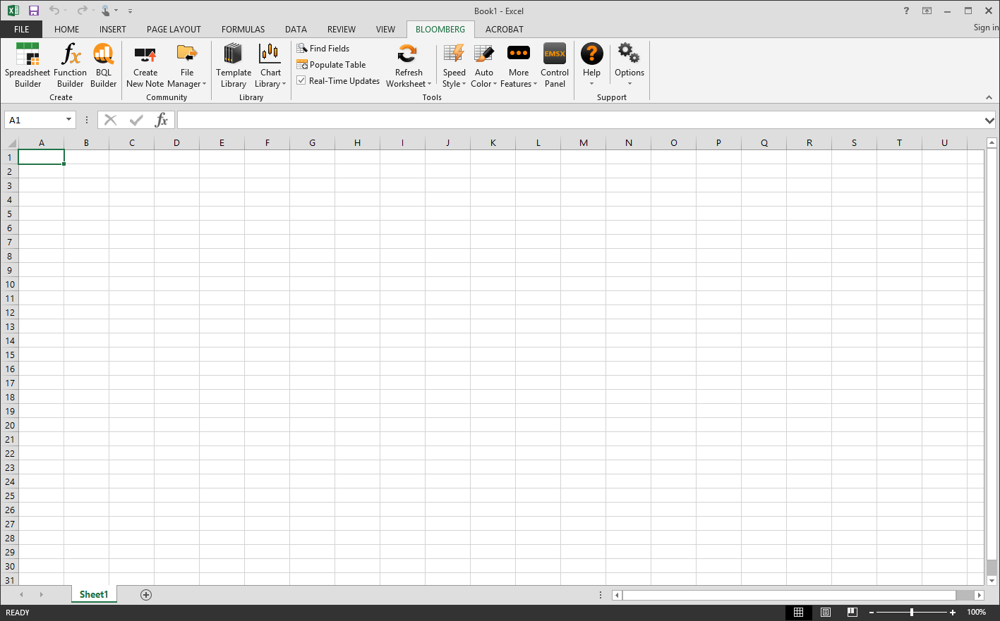 Book1 - Excel
?
FILE HOME INSERT PAGE LAYOUT FORMULAS DATA REVIEW VIEW BLOOMBERG ACROBAT Sign in
Spreadsheet Builder
Function Builder
BQL Builder
Create
Create New Note
File Manager
Community
Template Library
Chart Library
Library
Find Fields
Populate Table
Real-Time Updates
Refresh Worksheet
Speed Style
Auto Color
More Features
EMSX
Control Panel
Tools
? Help
Options
Support
A1
fx
A B C D E F G H I J K L M N O P Q R S T U
1
2
3
4
5
6
7
8
9
10
11
12
13
14
15
16
17
18
19
20
21
22
23
24
25
26
27
28
29
30
31
Sheet1
READY
100%